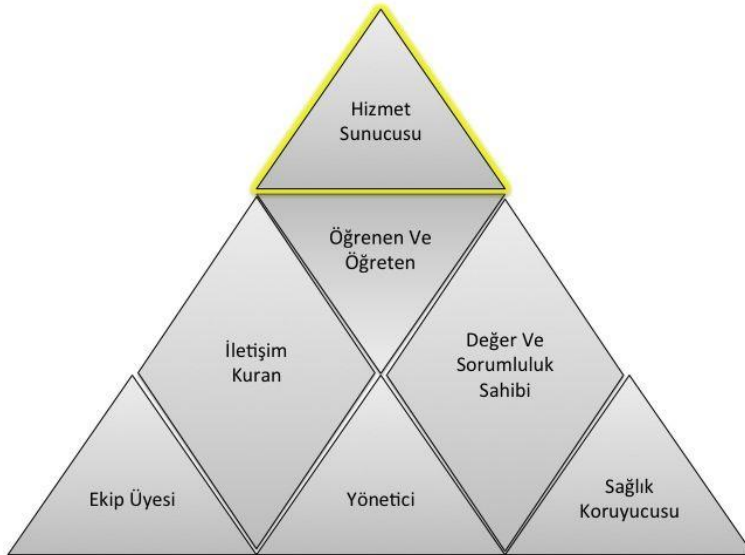 Hizmet
Sunucusu
Öğrenen Ve
Öğreten
İletişim
Kuran
Değer Ve
Sorumluluk
Sahibi
Ekip Üyesi
Yönetici
Sağlık
Koruyucusu